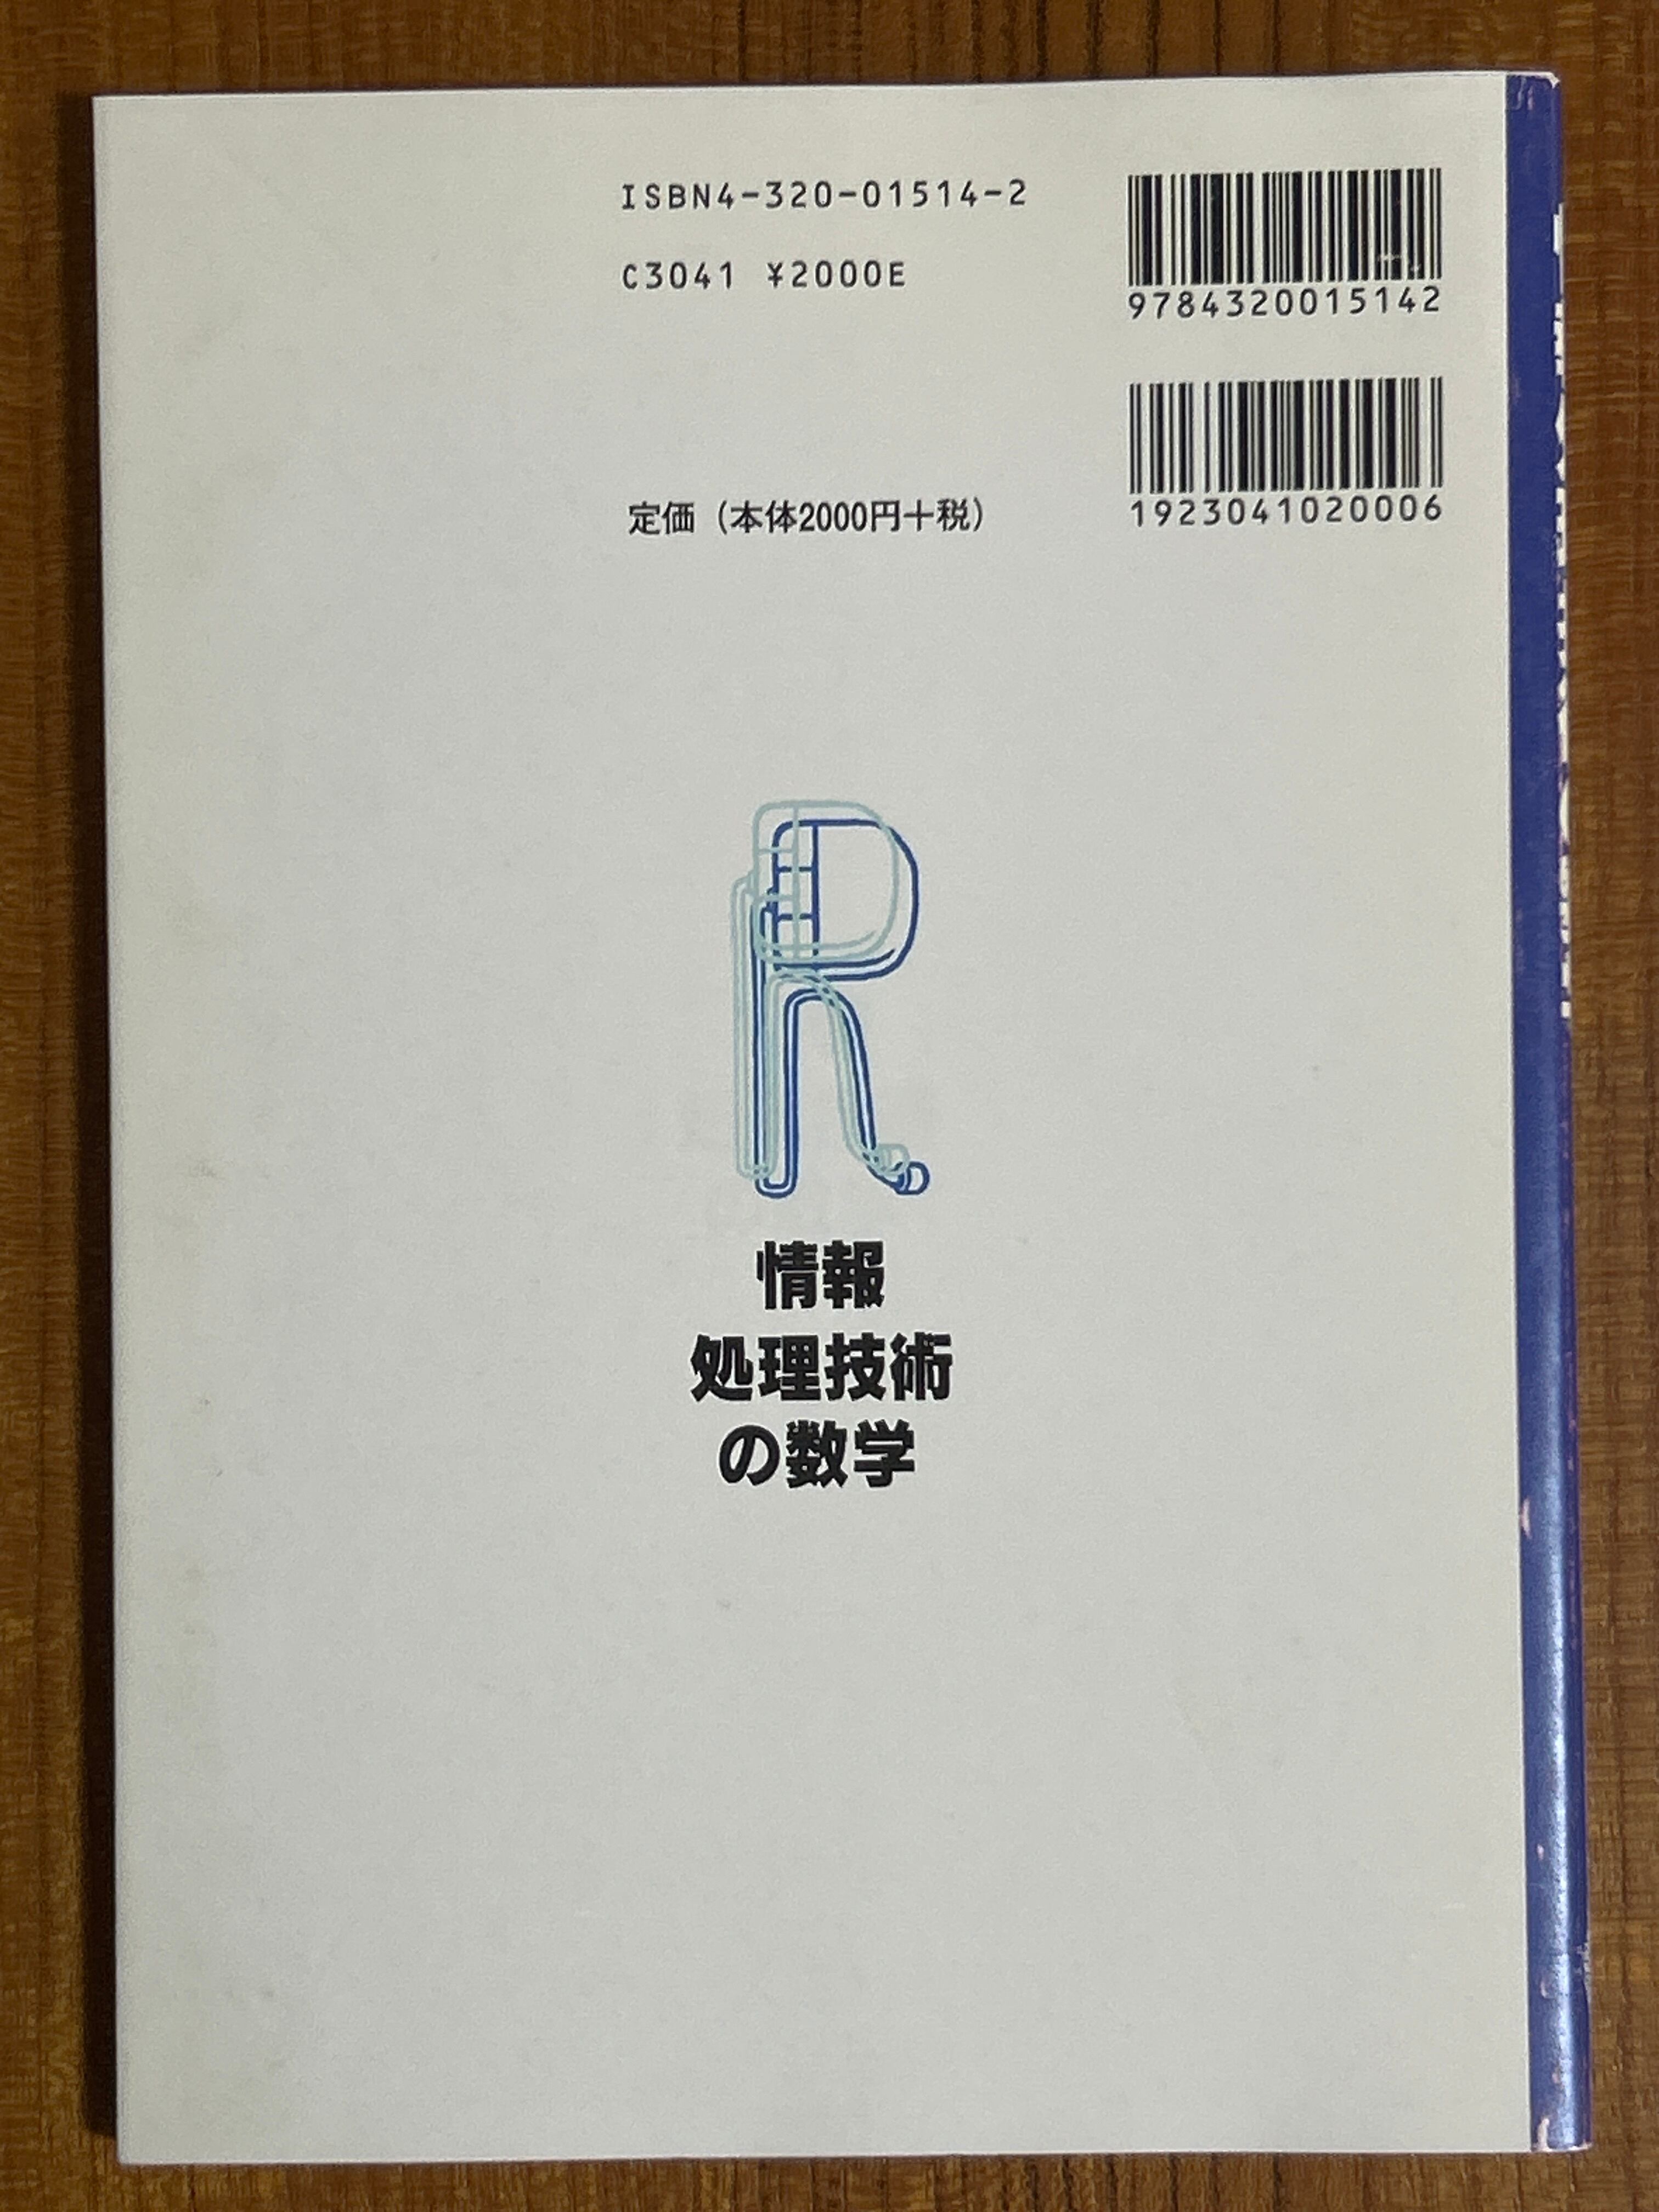 ISBN4-320-01514-2
C3041 ¥2000E
9784320015142
定価（本体2000円＋税）
1923041020006
R
情報
処理技術
の数学